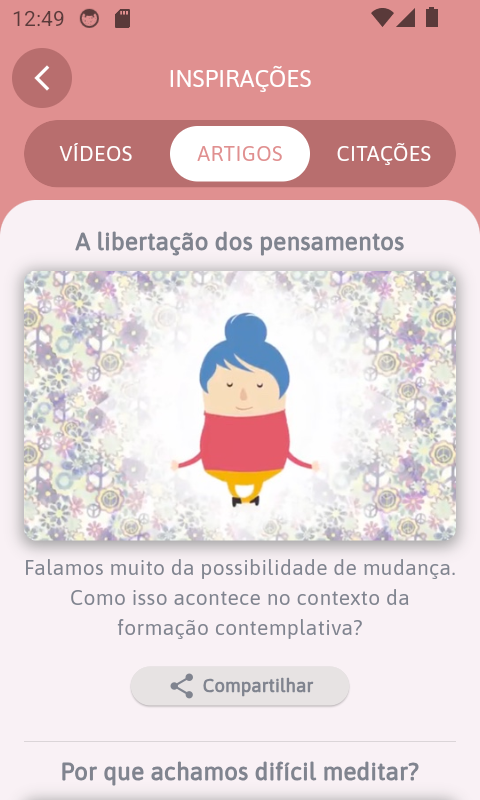 12:49
INSPIRAÇÕES
VÍDEOS
ARTIGOS
CITAÇÕES
A libertação dos pensamentos
Falamos muito da possibilidade de mudança.
Como isso acontece no contexto da
formação contemplativa?
Compartilhar
Por que achamos difícil meditar?